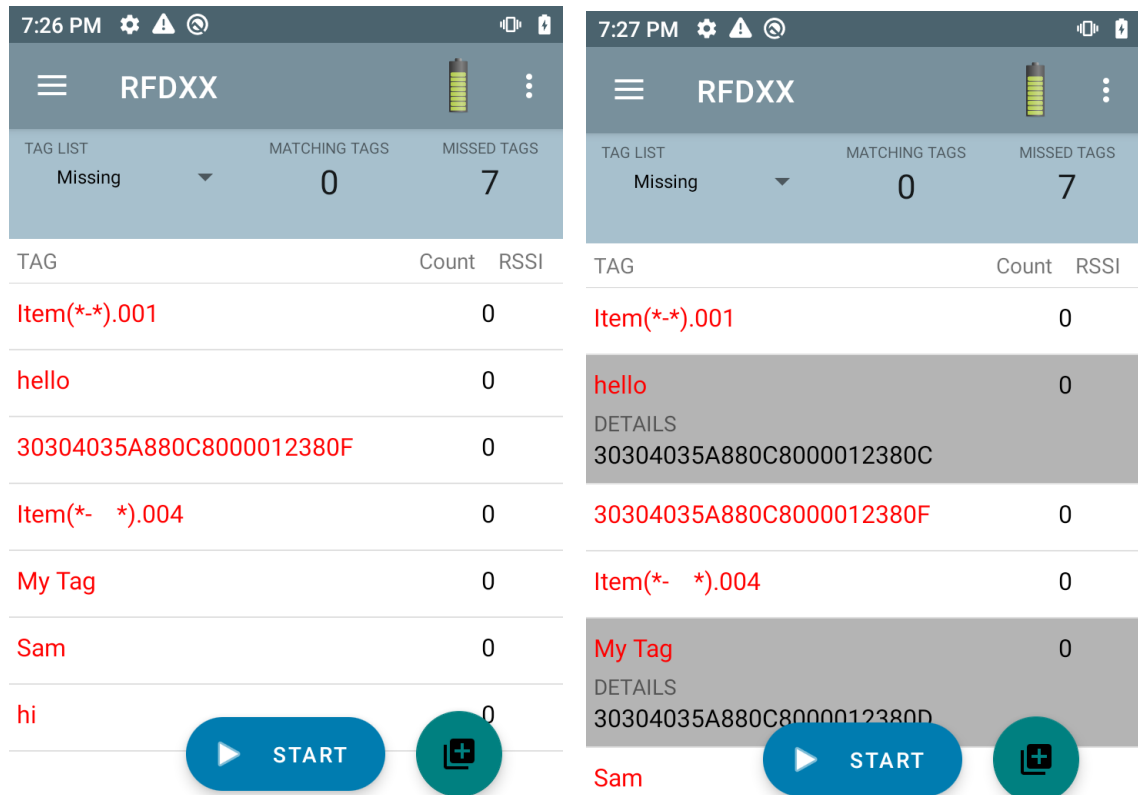 7:26 PM
RFDXX
TAG LIST MATCHING TAGS MISSED TAGS
Missing 0 7
TAG Count RSSI
Item(*-*).001 0
hello 0
30304035A880C8000012380F 0
Item(*-   *).004 0
My Tag 0
Sam 0
hi 0
START
7:27 PM
RFDXX
TAG LIST MATCHING TAGS MISSED TAGS
Missing 0 7
TAG Count RSSI
Item(*-*).001 0
hello 0
DETAILS
30304035A880C8000012380C
30304035A880C8000012380F 0
Item(*-   *).004 0
My Tag 0
DETAILS
30304035A880C8000012380D
Sam
START